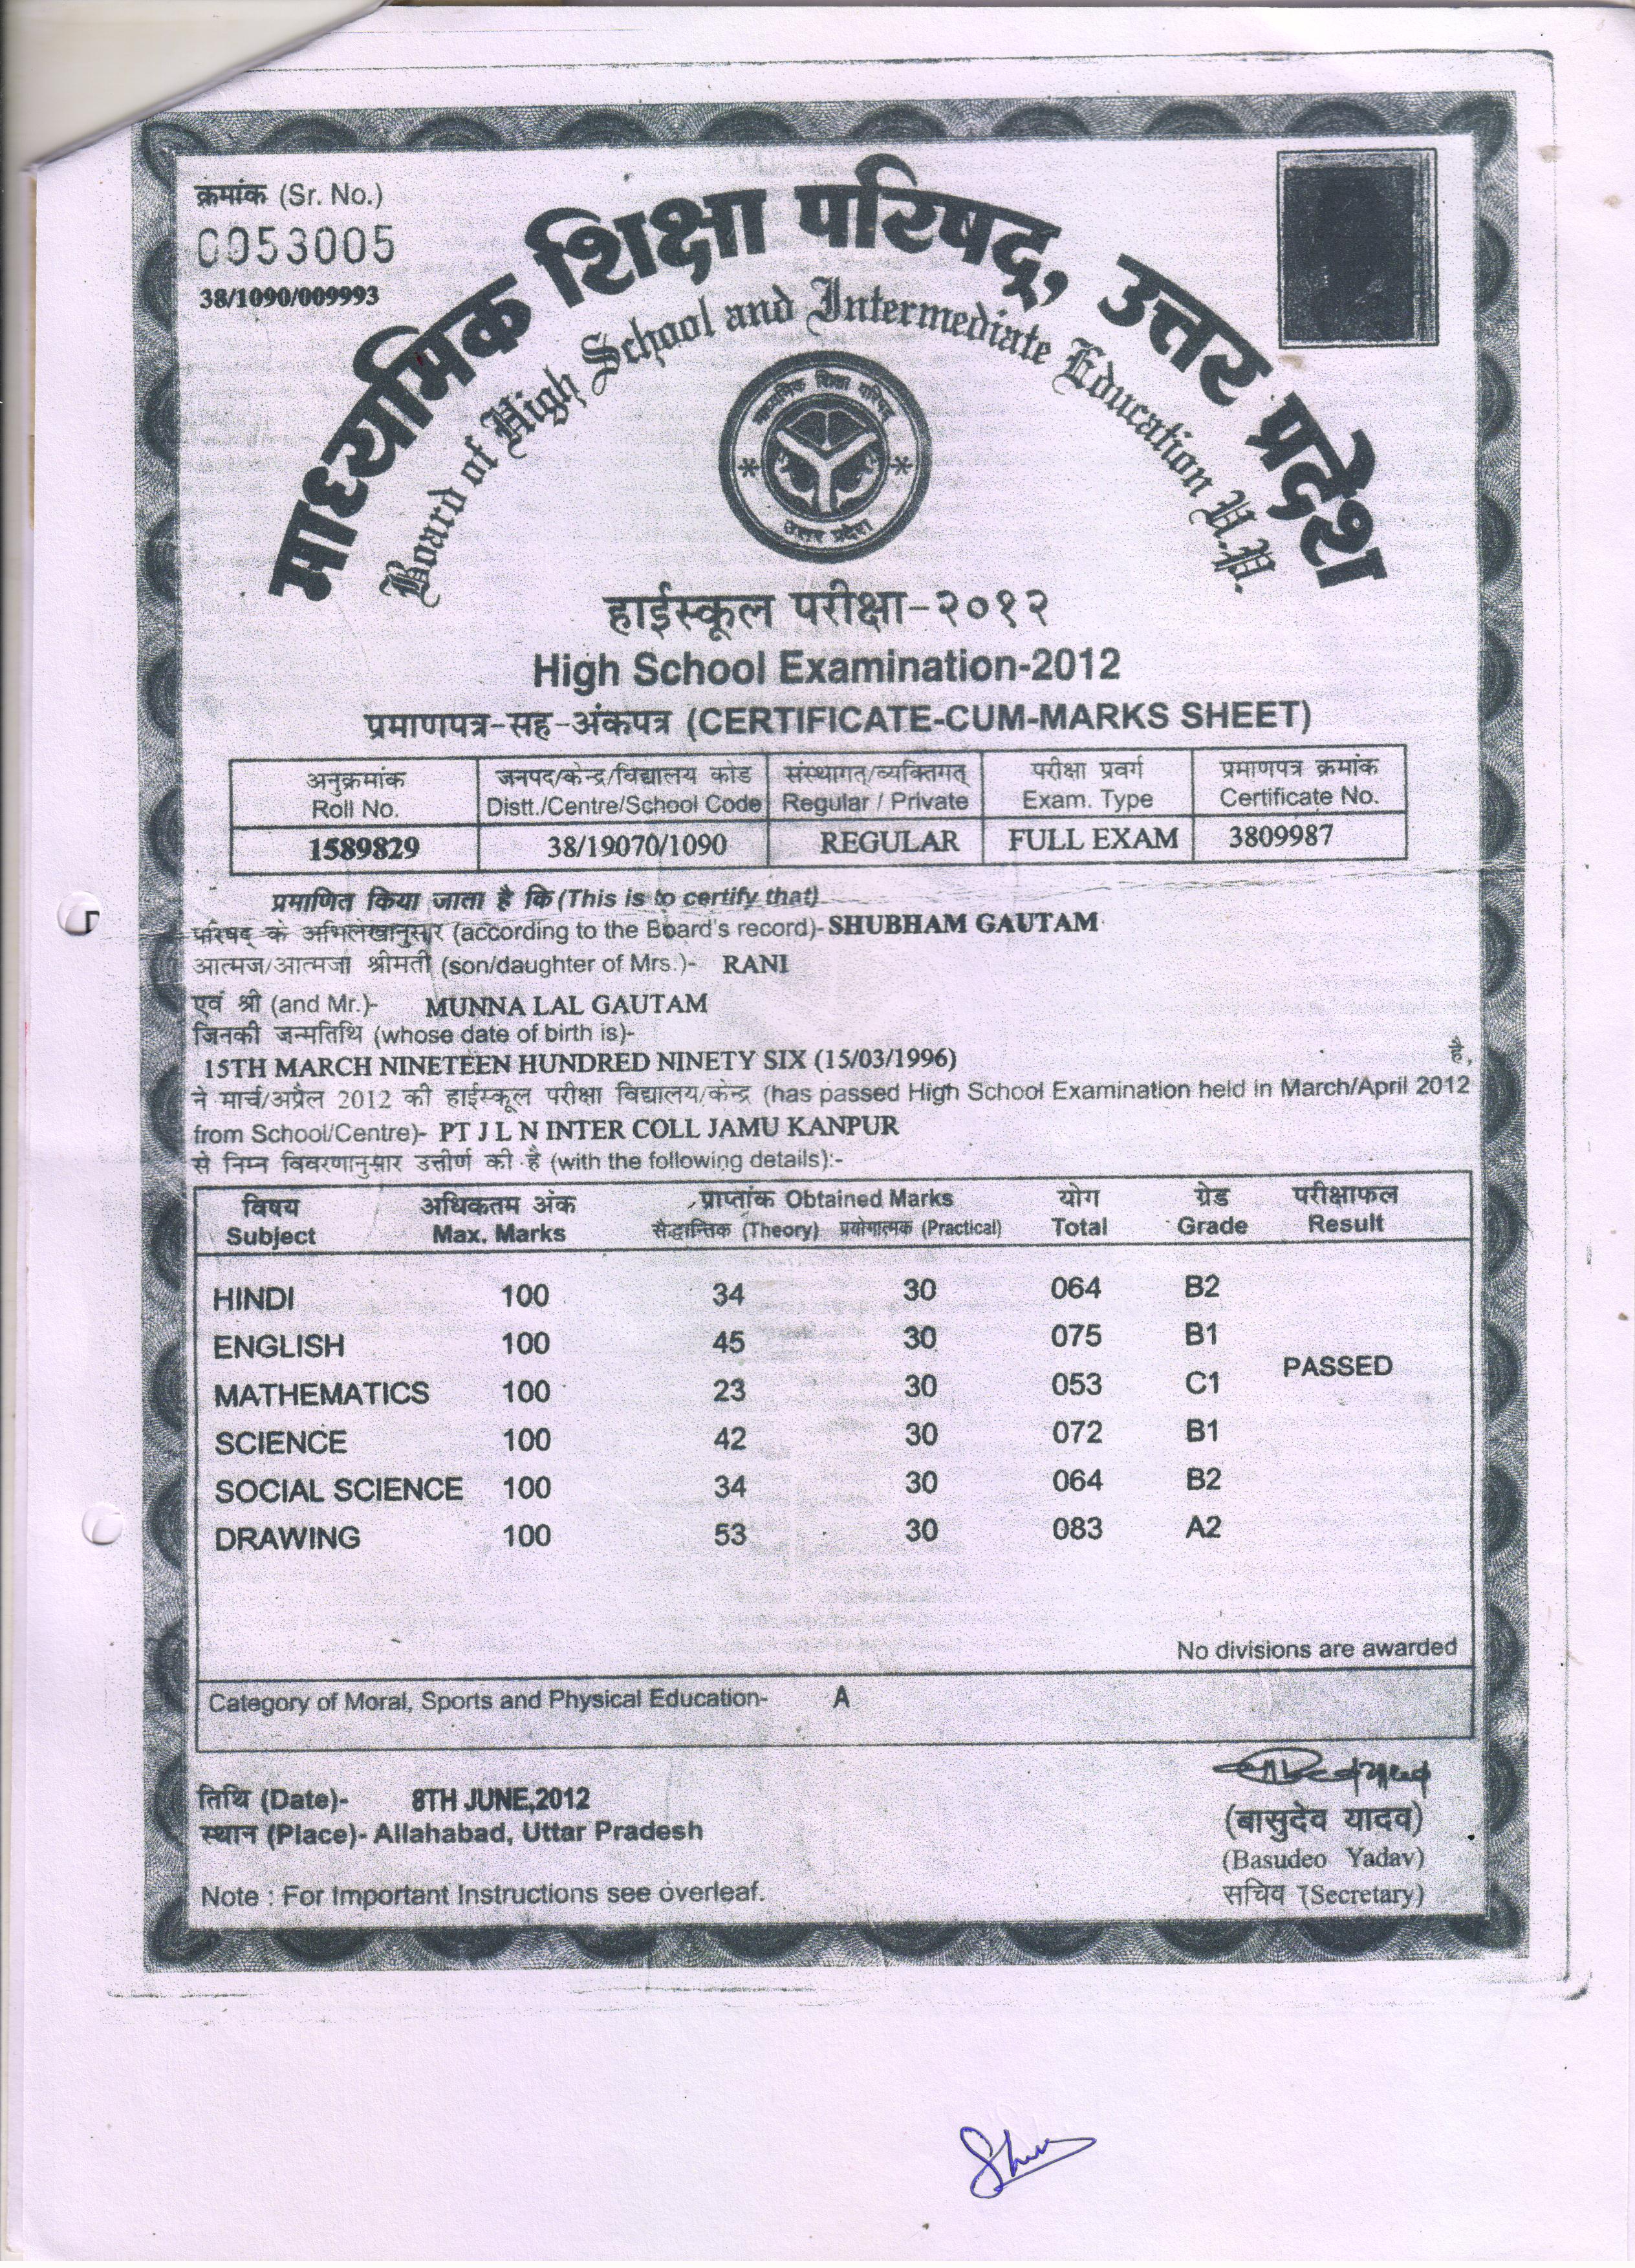 क्रमांक (Sr. No.)
0053005
38/1090/009993
माध्यमिक शिक्षा परिषद्, उत्तर प्रदेश
Board of High School and Intermediate Education U.P.
माध्यमिक शिक्षा परिषद्
उत्तर प्रदेश
हाईस्कूल परीक्षा-२०१२
High School Examination-2012
प्रमाणपत्र-सह-अंकपत्र (CERTIFICATE-CUM-MARKS SHEET)
अनुक्रमांक जनपद/केन्द्र/विद्यालय कोड संस्थागत/व्यक्तिगत परीक्षा प्रवर्ग प्रमाणपत्र क्रमांक
Roll No. Distt./Centre/School Code Regular / Private Exam. Type Certificate No.
1589829 38/19070/1090 REGULAR FULL EXAM 3809987
प्रमाणित किया जाता है कि (This is to certify that)
परिषद् के अभिलेखानुसार (according to the Board's record)- SHUBHAM GAUTAM
आत्मज/आत्मजा श्रीमती (son/daughter of Mrs.)- RANI
एवं श्री (and Mr.)- MUNNA LAL GAUTAM
जिनकी जन्मतिथि (whose date of birth is)-
15TH MARCH NINETEEN HUNDRED NINETY SIX (15/03/1996) है,
ने मार्च/अप्रैल 2012 की हाईस्कूल परीक्षा विद्यालय/केन्द्र (has passed High School Examination held in March/April 2012
from School/Centre)- PT J L N INTER COLL JAMU KANPUR
से निम्न विवरणानुसार उत्तीर्ण की है (with the following details):-
विषय अधिकतम अंक प्राप्तांक Obtained Marks योग ग्रेड परीक्षाफल
Subject Max. Marks सैद्धान्तिक (Theory) प्रयोगात्मक (Practical) Total Grade Result
HINDI 100 34 30 064 B2
ENGLISH 100 45 30 075 B1
PASSED
MATHEMATICS 100 23 30 053 C1
SCIENCE 100 42 30 072 B1
SOCIAL SCIENCE 100 34 30 064 B2
DRAWING 100 53 30 083 A2
No divisions are awarded
Category of Moral, Sports and Physical Education- A
तिथि (Date)- 8TH JUNE,2012
स्थान (Place)- Allahabad, Uttar Pradesh
(बासुदेव यादव)
(Basudeo Yadav)
सचिव (Secretary)
Note : For Important Instructions see overleaf.